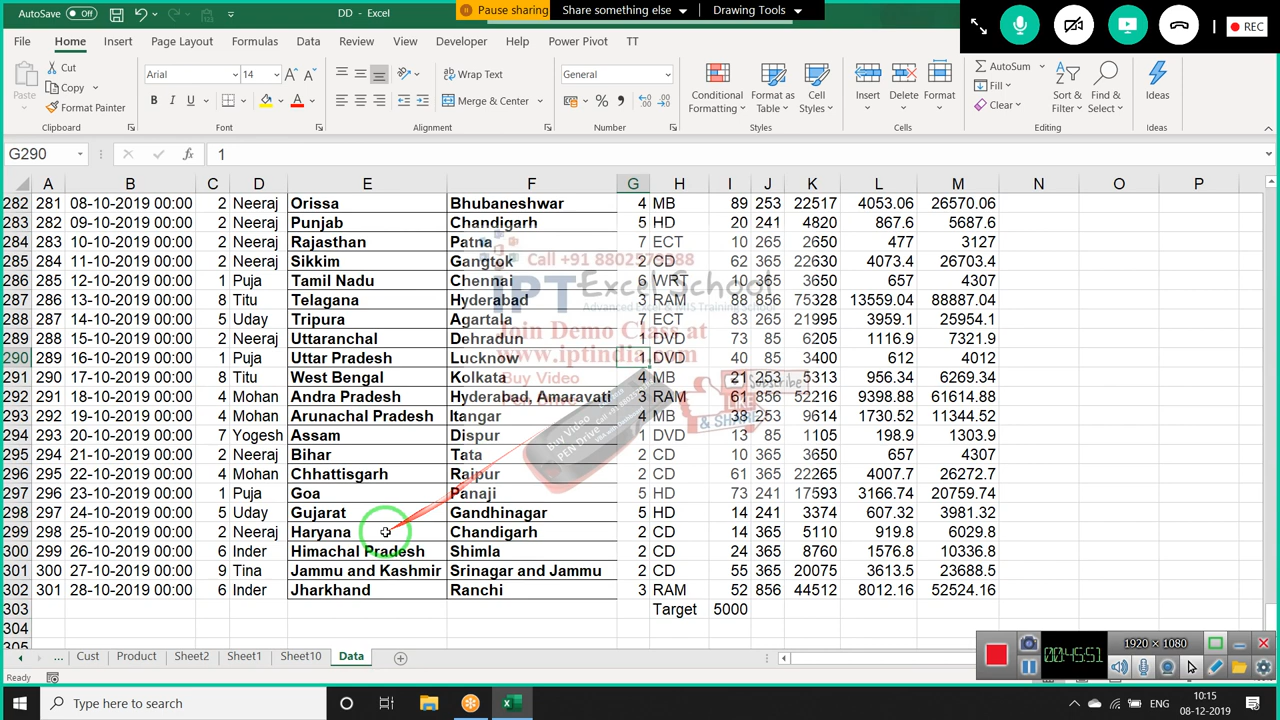 AutoSave Off DD - Excel Pause sharing Share something else Drawing Tools REC
File Home Insert Page Layout Formulas Data Review View Developer Help Power Pivot TT
Paste Cut Copy Format Painter Arial 14 Wrap Text Merge & Center General Conditional Formatting Format as Table Cell Styles Insert Delete Format AutoSum Fill Clear Sort & Filter Find & Select Ideas
Clipboard Font Alignment Number Styles Cells Editing Ideas
G290 fx 1
A B C D E F G H I J K L M N O P
282 281 08-10-2019 00:00 2 Neeraj Orissa Bhubaneshwar 4 MB 89 253 22517 4053.06 26570.06
283 282 09-10-2019 00:00 2 Neeraj Punjab Chandigarh 5 HD 20 241 4820 867.6 5687.6
284 283 10-10-2019 00:00 2 Neeraj Rajasthan Patna 7 ECT 10 265 2650 477 3127
285 284 11-10-2019 00:00 2 Neeraj Sikkim Gangtok 2 CD 62 365 22630 4073.4 26703.4
286 285 12-10-2019 00:00 1 Puja Tamil Nadu Chennai 6 WRT 10 365 3650 657 4307
287 286 13-10-2019 00:00 8 Titu Telagana Hyderabad 3 RAM 88 856 75328 13559.04 88887.04
288 287 14-10-2019 00:00 5 Uday Tripura Agartala 7 ECT 83 265 21995 3959.1 25954.1
289 288 15-10-2019 00:00 2 Neeraj Uttaranchal Dehradun 1 DVD 73 85 6205 1116.9 7321.9
290 289 16-10-2019 00:00 1 Puja Uttar Pradesh Lucknow 1 DVD 40 85 3400 612 4012
291 290 17-10-2019 00:00 8 Titu West Bengal Kolkata 4 MB 21 253 5313 956.34 6269.34
292 291 18-10-2019 00:00 4 Mohan Andra Pradesh Hyderabad, Amaravati 3 RAM 61 856 52216 9398.88 61614.88
293 292 19-10-2019 00:00 4 Mohan Arunachal Pradesh Itangar 4 MB 38 253 9614 1730.52 11344.52
294 293 20-10-2019 00:00 7 Yogesh Assam Dispur 1 DVD 13 85 1105 198.9 1303.9
295 294 21-10-2019 00:00 2 Neeraj Bihar Tata 2 CD 10 365 3650 657 4307
296 295 22-10-2019 00:00 4 Mohan Chhattisgarh Raipur 2 CD 61 365 22265 4007.7 26272.7
297 296 23-10-2019 00:00 1 Puja Goa Panaji 5 HD 73 241 17593 3166.74 20759.74
298 297 24-10-2019 00:00 5 Uday Gujarat Gandhinagar 5 HD 14 241 3374 607.32 3981.32
299 298 25-10-2019 00:00 2 Neeraj Haryana Chandigarh 2 CD 14 365 5110 919.8 6029.8
300 299 26-10-2019 00:00 6 Inder Himachal Pradesh Shimla 2 CD 24 365 8760 1576.8 10336.8
301 300 27-10-2019 00:00 9 Tina Jammu and Kashmir Srinagar and Jammu 2 CD 55 365 20075 3613.5 23688.5
302 301 28-10-2019 00:00 6 Inder Jharkhand Ranchi 3 RAM 52 856 44512 8012.16 52524.16
303 Target 5000
304
305
IPT Excel School
Join Demo Class at
www.iptindia.com
Buy Video
Subscribe
LIKE
& SHARE
Buy Video
PEN Drive
... Cust Product Sheet2 Sheet1 Sheet10 Data
1920 × 1080
00:45:51
Ready
Type here to search ENG 10:15
08-12-2019